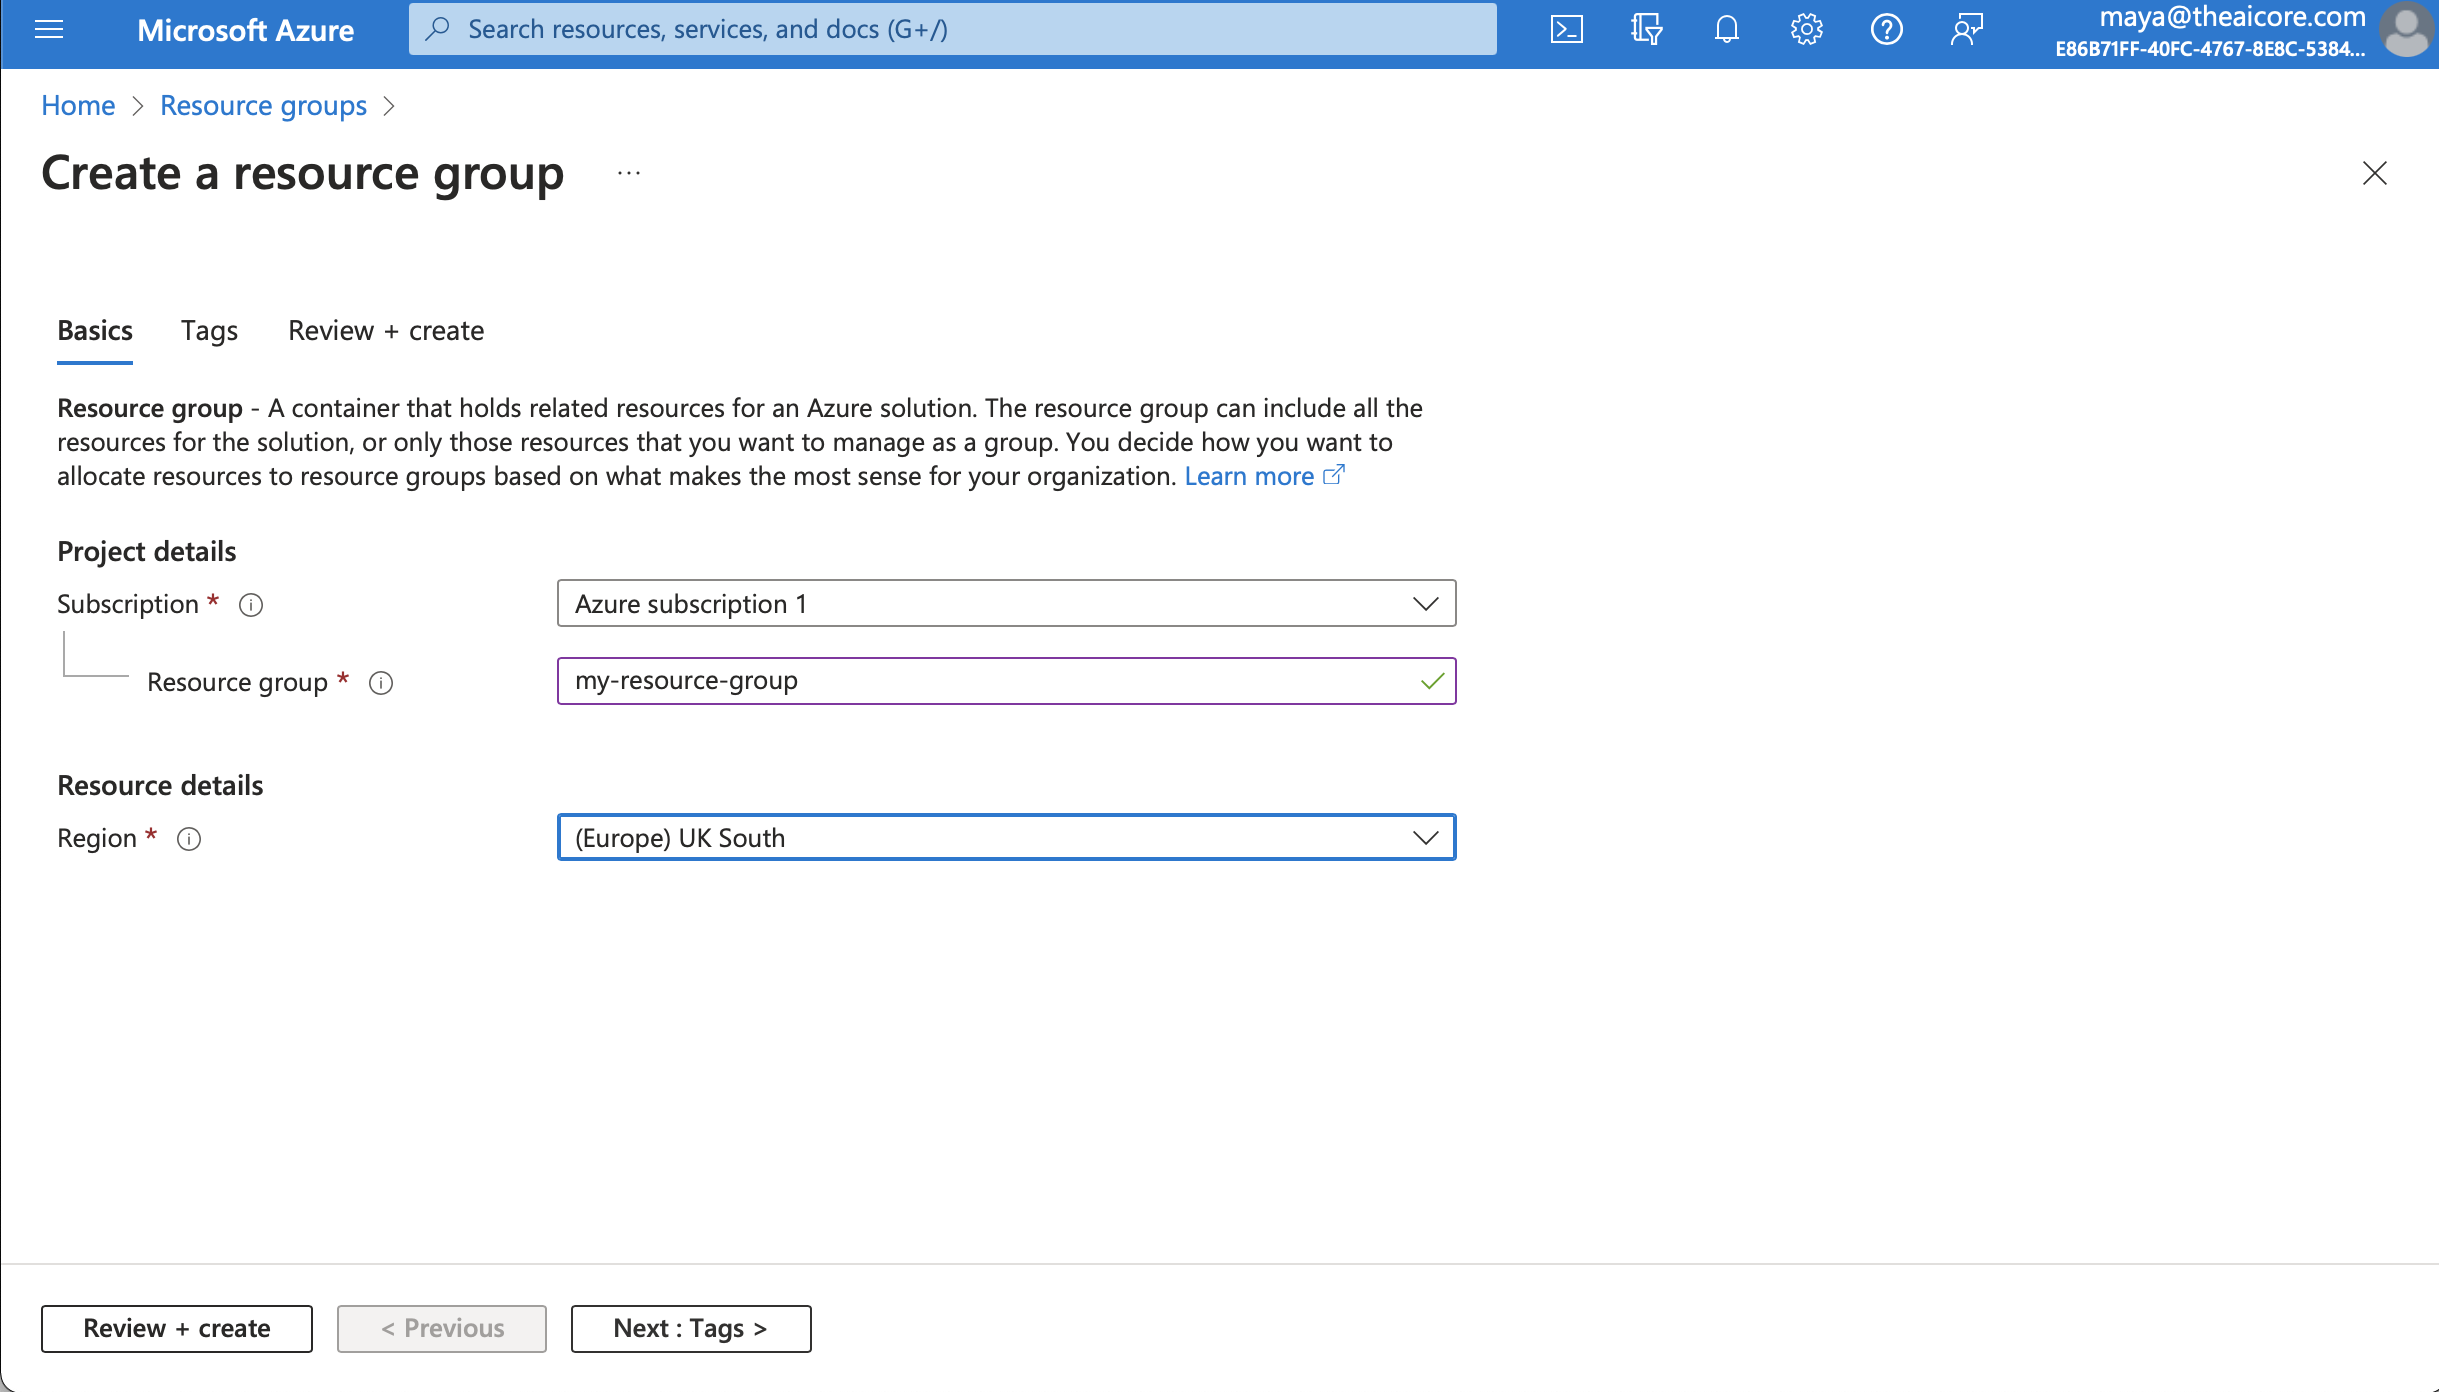 Microsoft Azure
Search resources, services, and docs (G+/)
maya@theaicore.com
E86B71FF-40FC-4767-8E8C-5384...
Home > Resource groups >
Create a resource group ...
Basics Tags Review + create
Resource group - A container that holds related resources for an Azure solution. The resource group can include all the
resources for the solution, or only those resources that you want to manage as a group. You decide how you want to
allocate resources to resource groups based on what makes the most sense for your organization. Learn more
Project details
Subscription * Azure subscription 1
Resource group * my-resource-group
Resource details
Region * (Europe) UK South
Review + create < Previous Next : Tags >